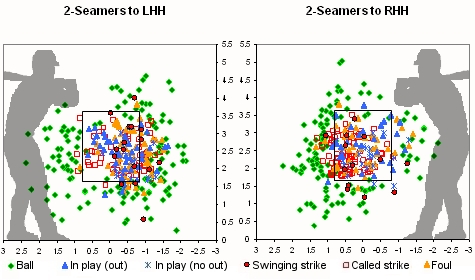 2-Seamers to LHH
2-Seamers to RHH
5.5
5
4.5
4
3.5
3
2.5
2
1.5
1
0.5
0
3 2.5 2 1.5 1 0.5 0 -0.5 -1 -1.5 -2 -2.5 -3
3 2.5 2 1.5 1 0.5 0 -0.5 -1 -1.5 -2 -2.5 -3
Ball In play (out) In play (no out) Swinging strike Called strike Foul